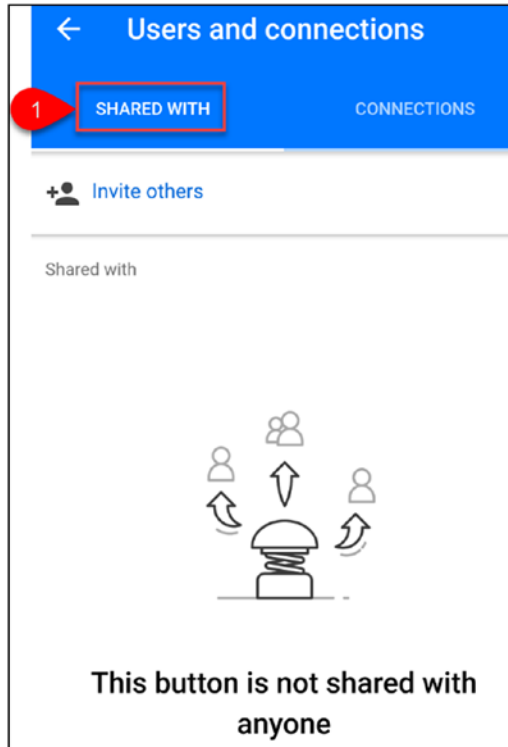 Users and connections
1
SHARED WITH
CONNECTIONS
Invite others
Shared with
This button is not shared with
anyone